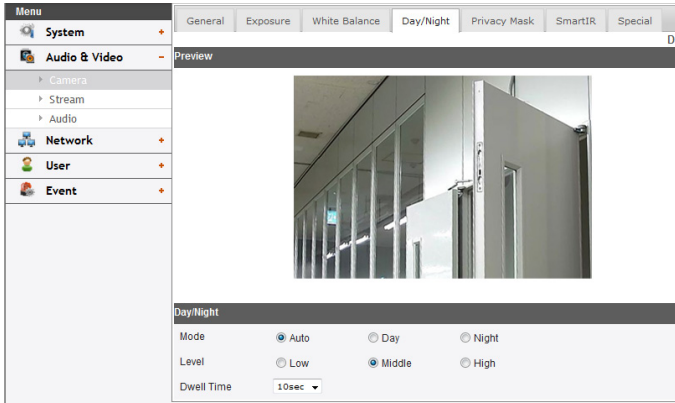 Menu
System +
Audio & Video -
Camera
Stream
Audio
Network +
User +
Event +
General Exposure White Balance Day/Night Privacy Mask SmartIR Special
D
Preview
Day/Night
Mode Auto Day Night
Level Low Middle High
Dwell Time 10sec